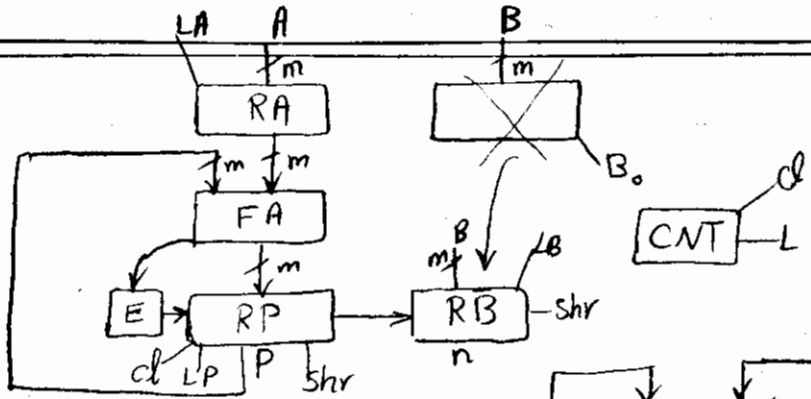 LA A B
m m
RA
m m
B₀
FA
Cl
CNT L
m
B
m LB
E RP RB Shr
Cl LP P Shr n